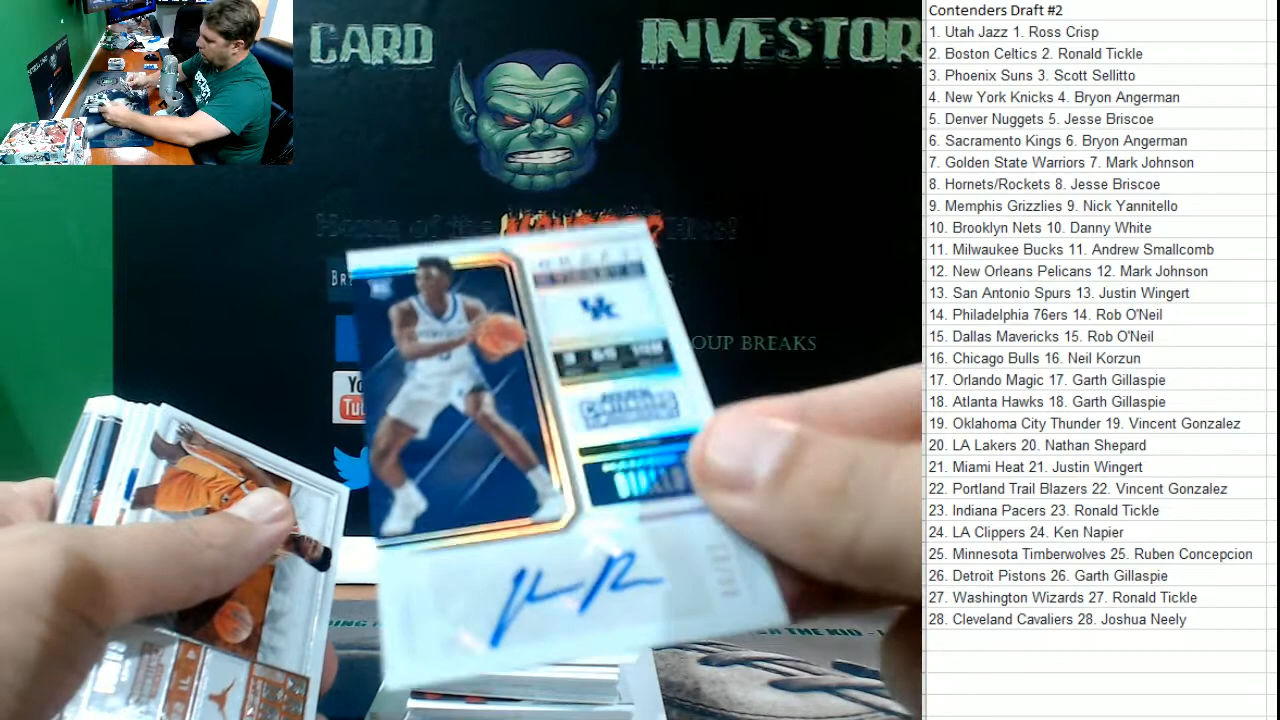 CARD INVESTOR
Home of the
OUP BREAKS
You
Tub
UK
CONTENDERS
Contenders Draft #2
1. Utah Jazz 1. Ross Crisp
2. Boston Celtics 2. Ronald Tickle
3. Phoenix Suns 3. Scott Sellitto
4. New York Knicks 4. Bryon Angerman
5. Denver Nuggets 5. Jesse Briscoe
6. Sacramento Kings 6. Bryon Angerman
7. Golden State Warriors 7. Mark Johnson
8. Hornets/Rockets 8. Jesse Briscoe
9. Memphis Grizzlies 9. Nick Yannitello
10. Brooklyn Nets 10. Danny White
11. Milwaukee Bucks 11. Andrew Smallcomb
12. New Orleans Pelicans 12. Mark Johnson
13. San Antonio Spurs 13. Justin Wingert
14. Philadelphia 76ers 14. Rob O'Neil
15. Dallas Mavericks 15. Rob O'Neil
16. Chicago Bulls 16. Neil Korzun
17. Orlando Magic 17. Garth Gillaspie
18. Atlanta Hawks 18. Garth Gillaspie
19. Oklahoma City Thunder 19. Vincent Gonzalez
20. LA Lakers 20. Nathan Shepard
21. Miami Heat 21. Justin Wingert
22. Portland Trail Blazers 22. Vincent Gonzalez
23. Indiana Pacers 23. Ronald Tickle
24. LA Clippers 24. Ken Napier
25. Minnesota Timberwolves 25. Ruben Concepcion
26. Detroit Pistons 26. Garth Gillaspie
27. Washington Wizards 27. Ronald Tickle
28. Cleveland Cavaliers 28. Joshua Neely